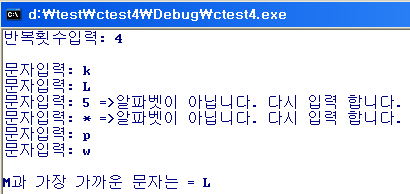 d:₩test₩ctest4₩Debug₩ctest4.exe
반복횟수입력: 4
문자입력: k
문자입력: L
문자입력: 5 =>알파벳이 아닙니다. 다시 입력 합니다.
문자입력: * =>알파벳이 아닙니다. 다시 입력 합니다.
문자입력: p
문자입력: w
M과 가장 가까운 문자는 = L